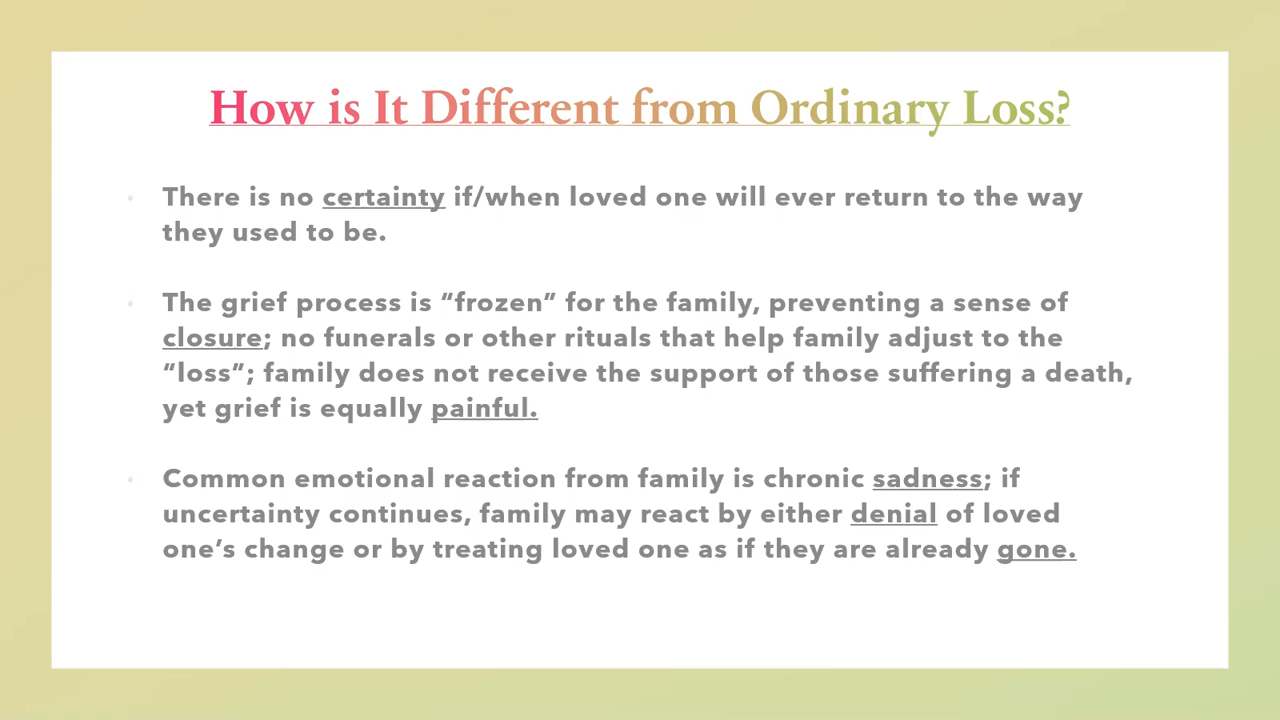 How is It Different from Ordinary Loss?
• There is no certainty if/when loved one will ever return to the way
they used to be.
• The grief process is “frozen” for the family, preventing a sense of
closure; no funerals or other rituals that help family adjust to the
“loss”; family does not receive the support of those suffering a death,
yet grief is equally painful.
• Common emotional reaction from family is chronic sadness; if
uncertainty continues, family may react by either denial of loved
one’s change or by treating loved one as if they are already gone.